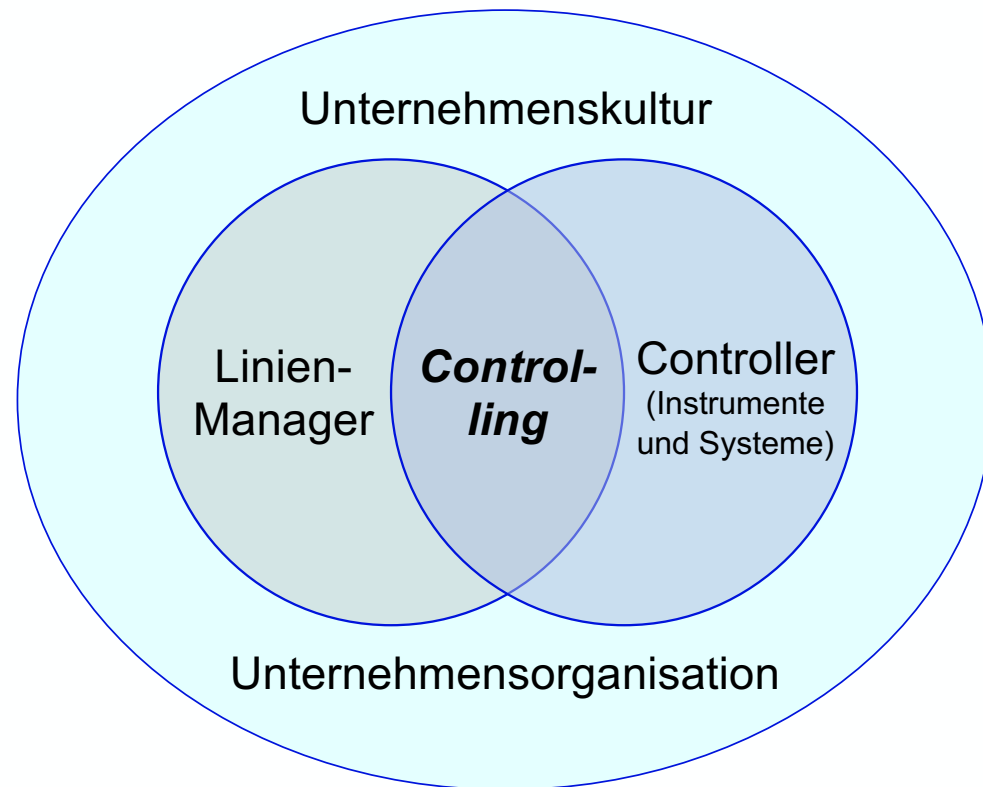 Unternehmenskultur
Linien-
Manager
Control-
ling
Controller
(Instrumente
und Systeme)
Unternehmensorganisation